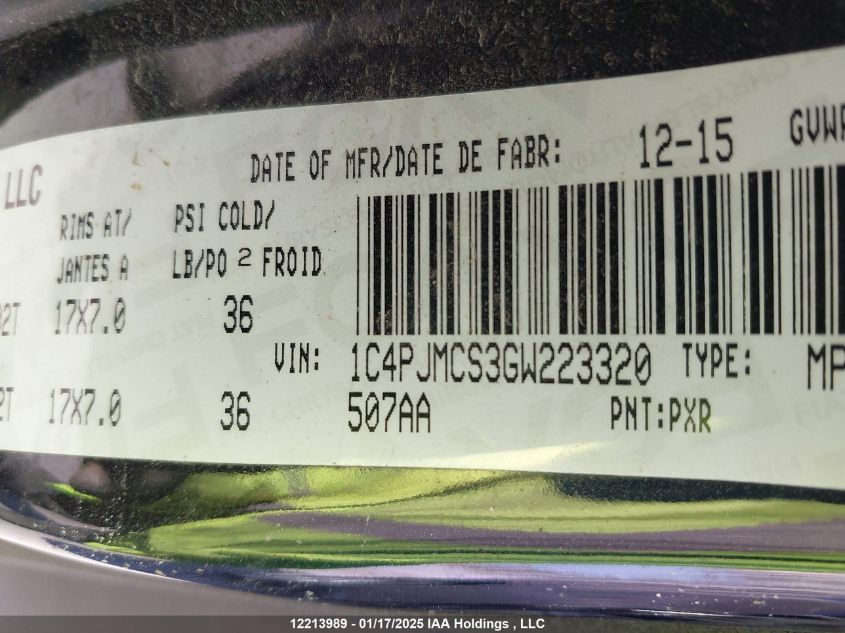 LLC
DATE OF MFR/DATE DE FABR: 12-15 GVWR
RIMS AT/ PSI COLD/
JANTES A LB/PO 2 FROID
17X7.0 36
VIN: 1C4PJMCS3GW223320 TYPE: MP
17X7.0 36 507AA PNT:PXR
12213989 - 01/17/2025 IAA Holdings , LLC